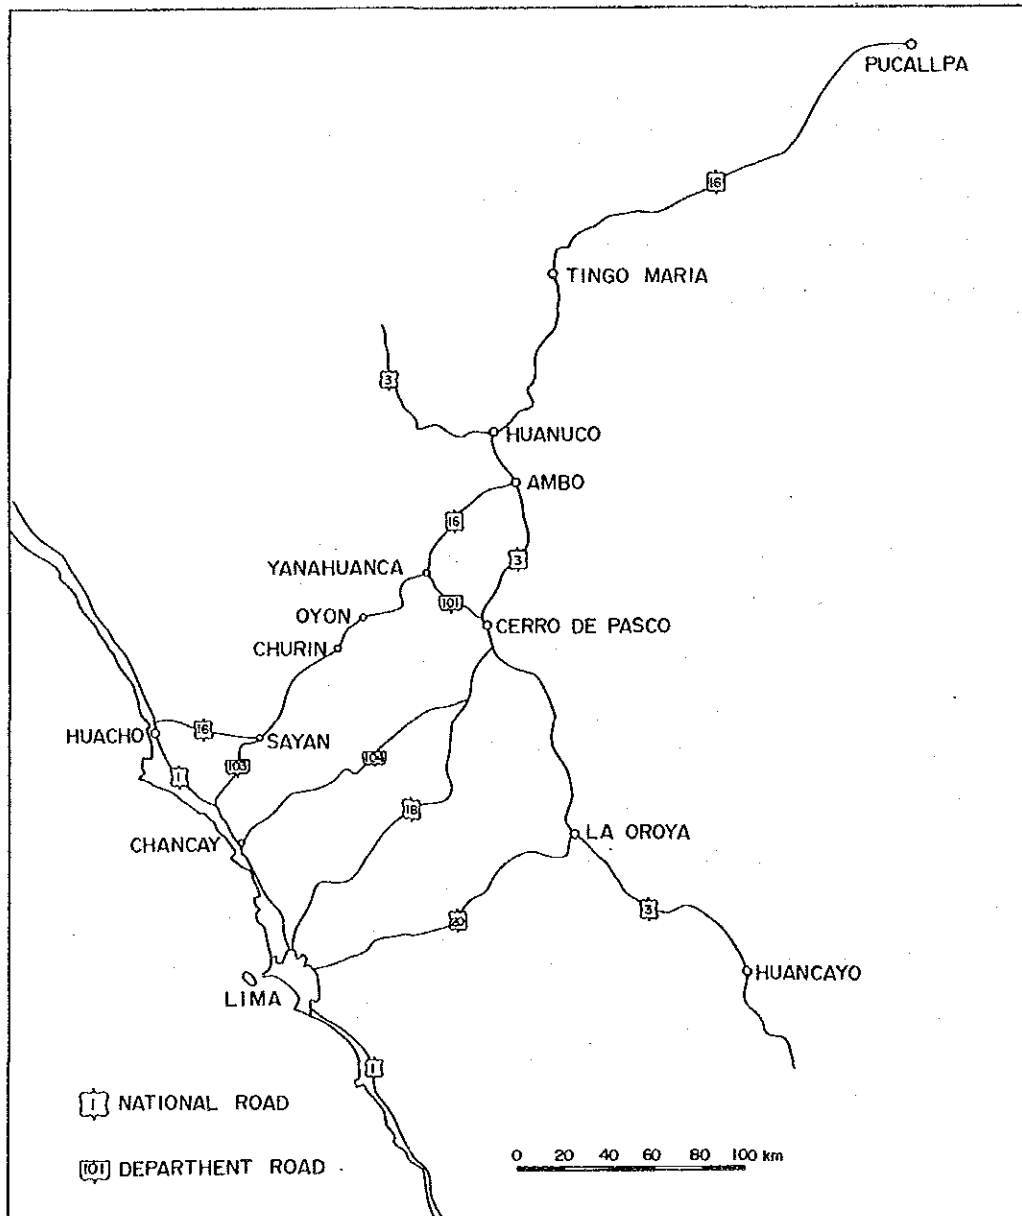 PUCALLPA
16
TINGO MARIA
3
HUANUCO
AMBO
16
3
YANAHUANCA
101
OYON
CERRO DE PASCO
CHURIN
HUACHO
16
SAYAN
103
104
1
18
CHANCAY
LA OROYA
20
3
HUANCAYO
LIMA
1
1 NATIONAL ROAD
101 DEPARTHENT ROAD
0 20 40 60 80 100 km